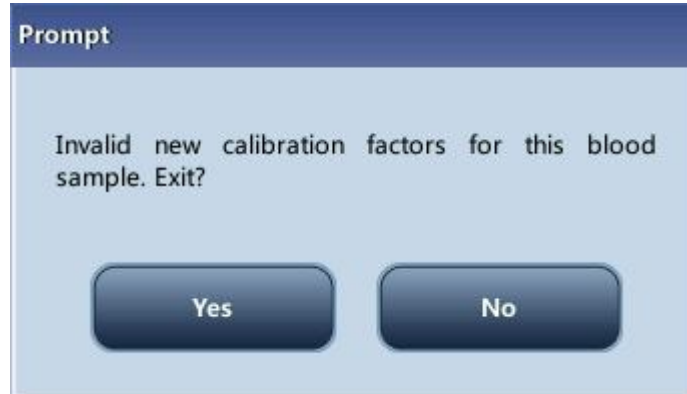 Prompt
Invalid new calibration factors for this blood
sample. Exit?
Yes
No